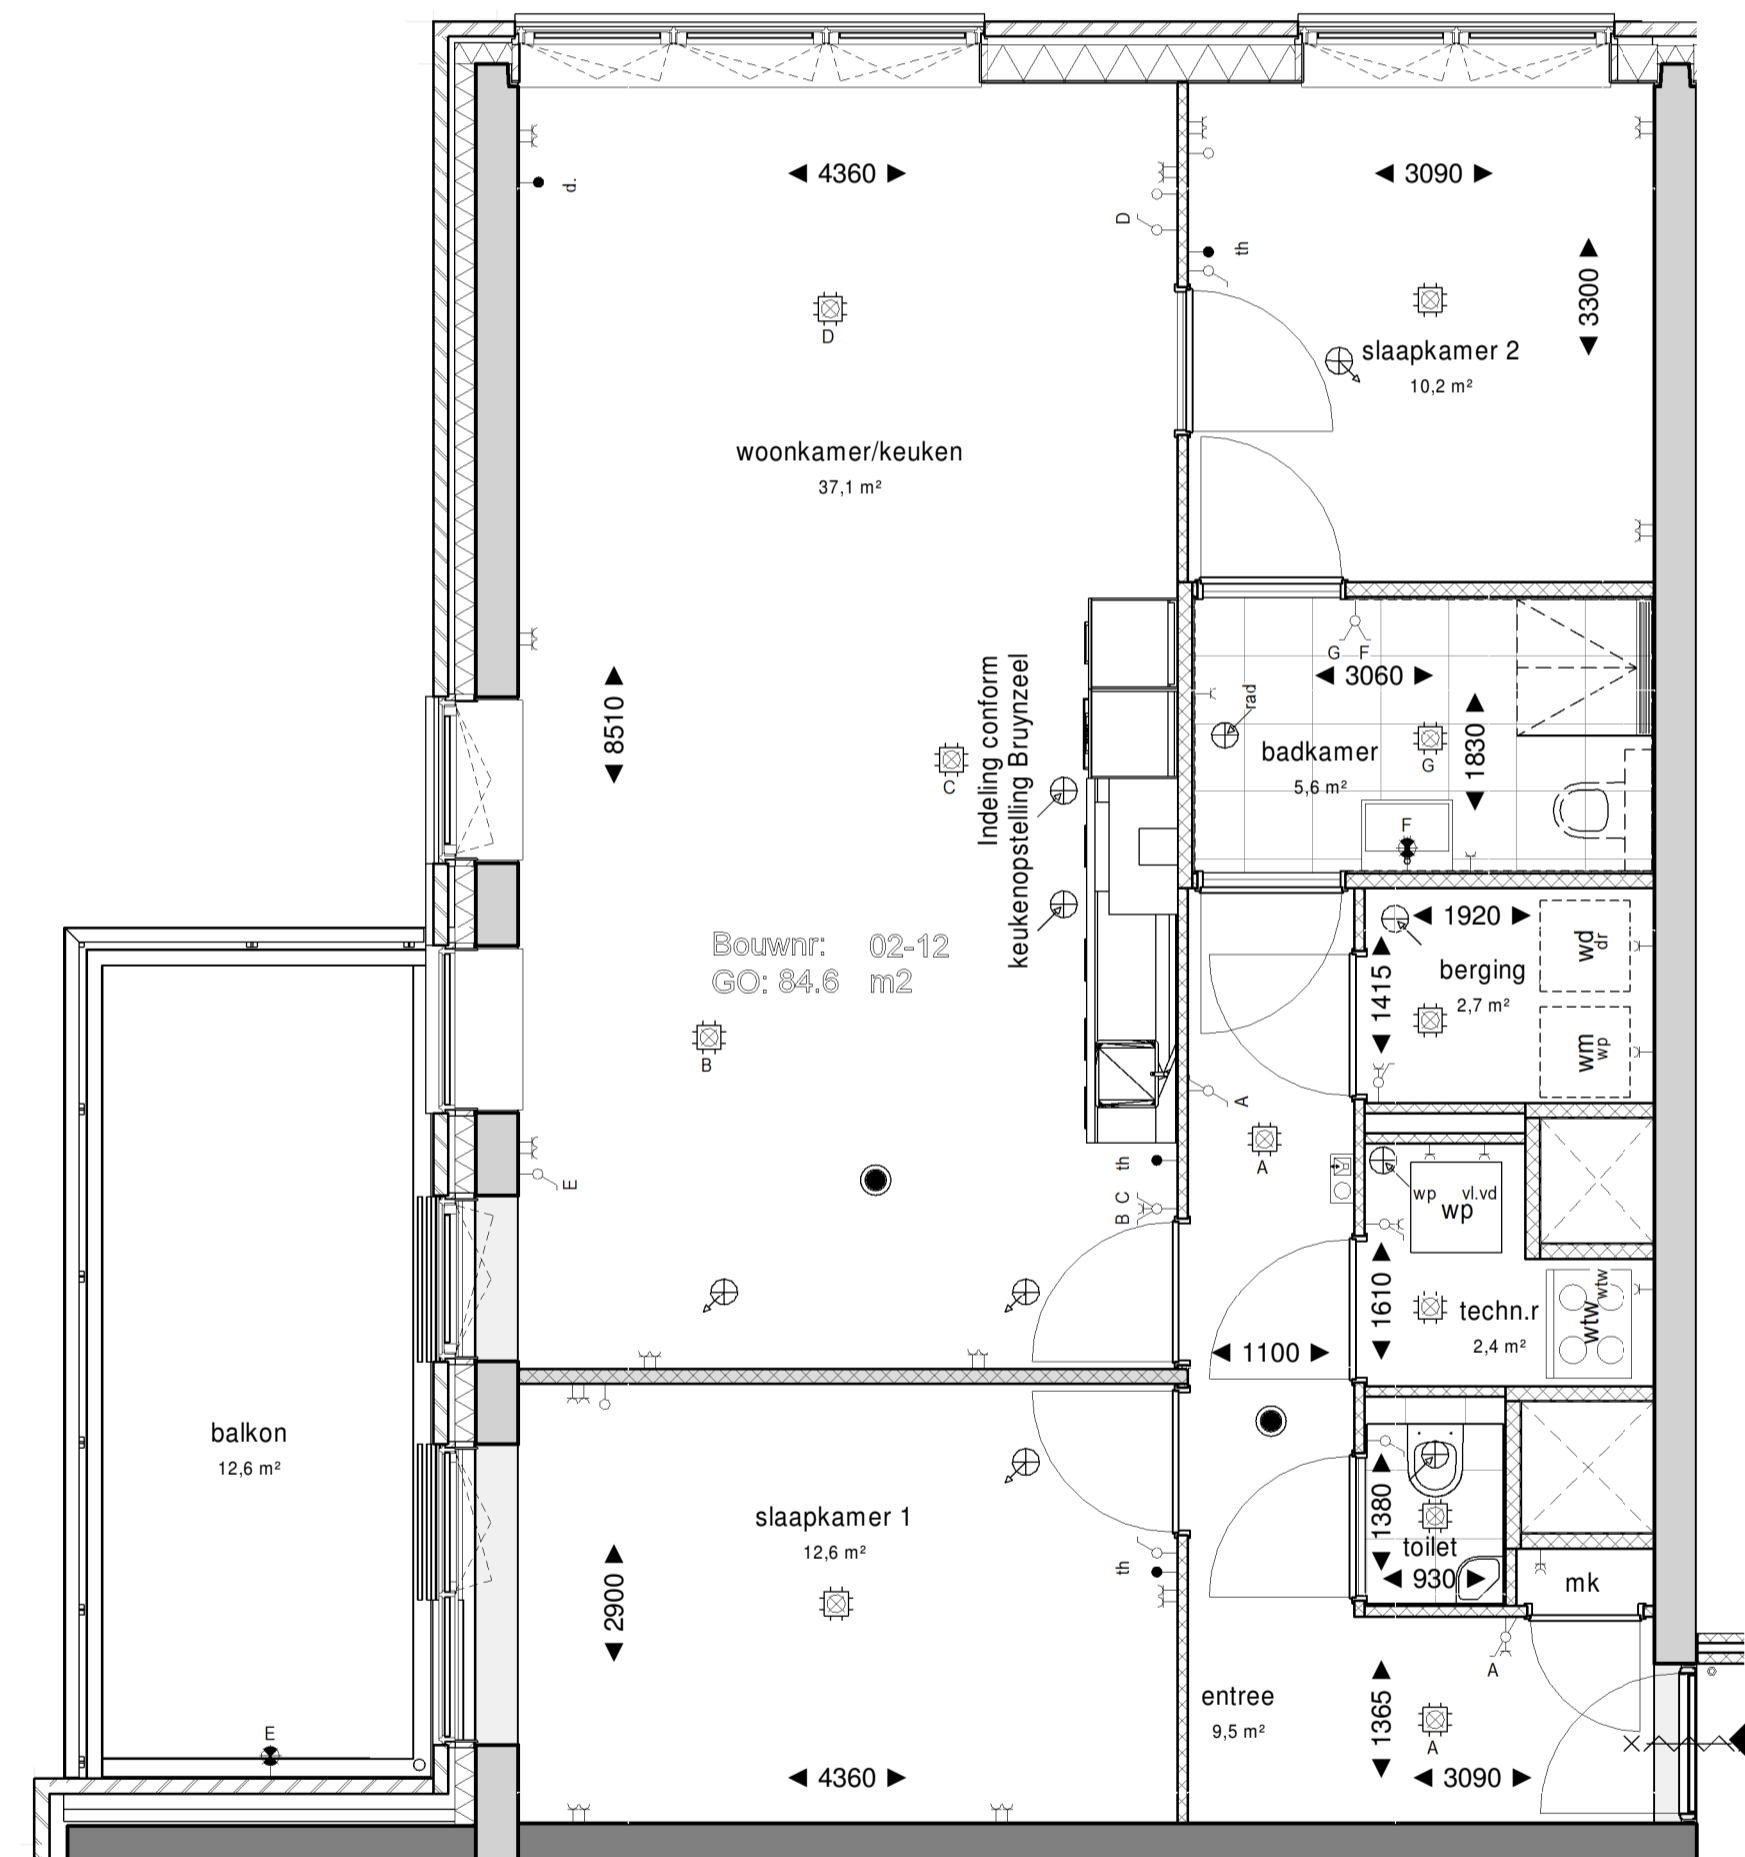 4360
3090
d.
D
th
3300
D
slaapkamer 2
10,2 m²
woonkamer/keuken
37,1 m²
G F
3060
rad
8510
Indeling conform
keukenopstelling Bruynzeel
C
badkamer
5,6 m²
G
1830
F
Bouwnr: 02-12
GO: 84.6 m2
1920
wd
dr
1415
berging
2,7 m²
wm
wp
B
A
A
th
E
B C
wp vl.vd
wp
1610
techn.r
2,4 m²
wtw
wtw
1100
balkon
12,6 m²
slaapkamer 1
12,6 m²
th
1380
toilet
930
mk
2900
A
entree
9,5 m²
1365
A
E
4360
3090